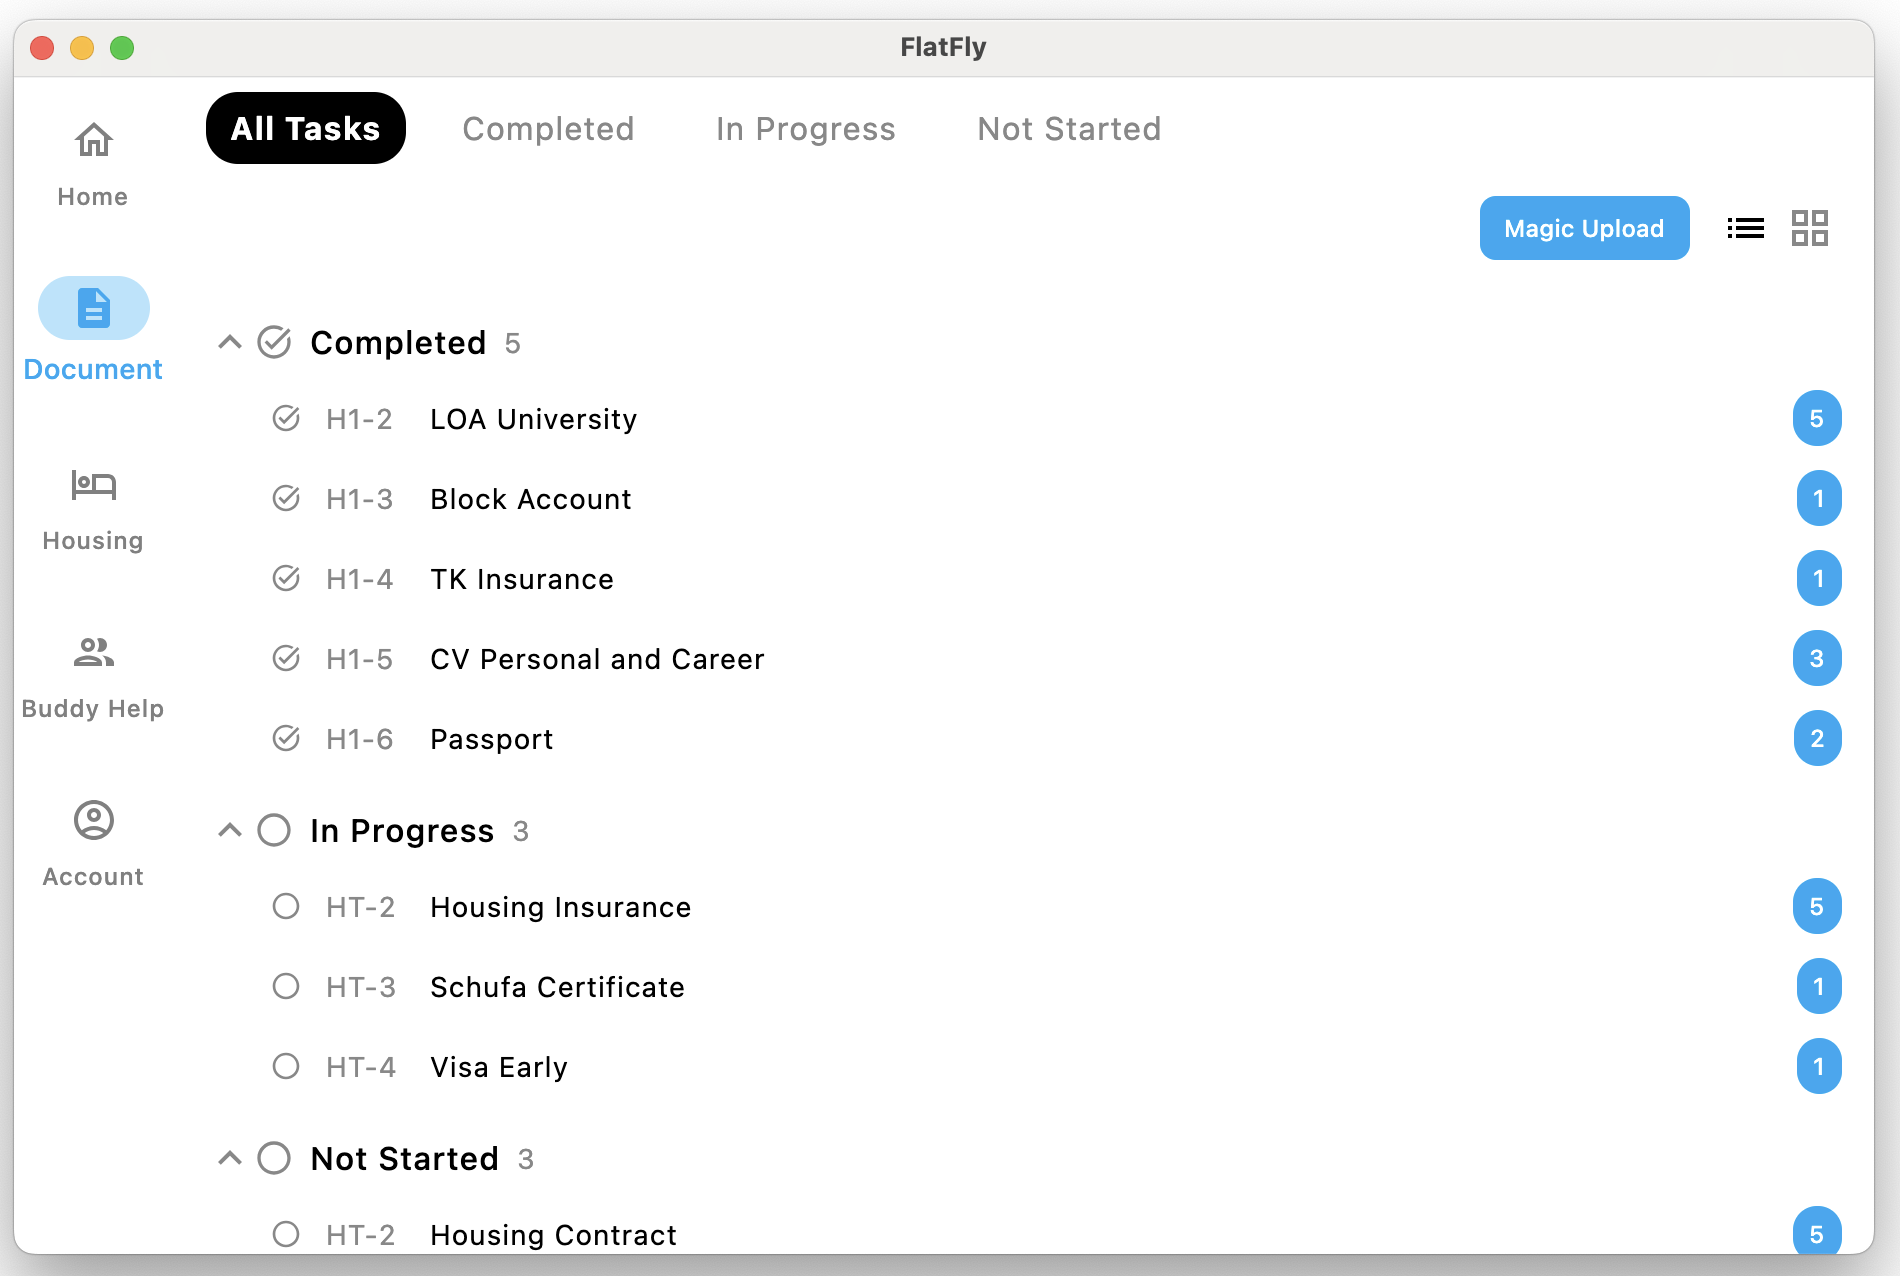 FlatFly
All Tasks Completed In Progress Not Started
Home
Magic Upload
Document
Completed 5
H1-2 LOA University 5
H1-3 Block Account 1
Housing
H1-4 TK Insurance 1
H1-5 CV Personal and Career 3
Buddy Help
H1-6 Passport 2
In Progress 3
Account
HT-2 Housing Insurance 5
HT-3 Schufa Certificate 1
HT-4 Visa Early 1
Not Started 3
HT-2 Housing Contract 5